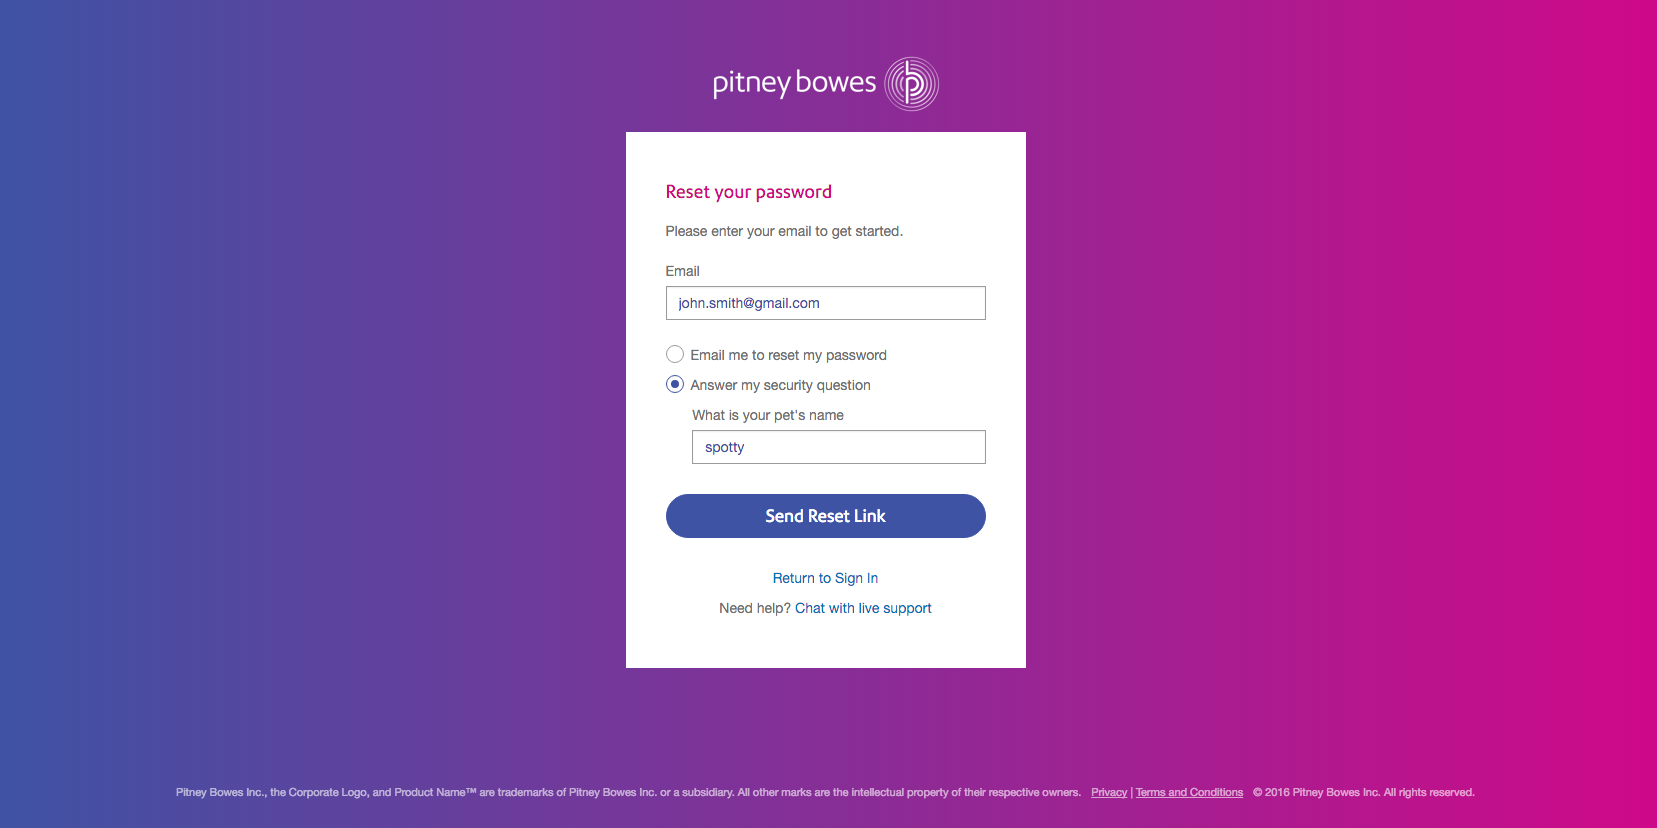 pitney bowes
Reset your password
Please enter your email to get started.
Email
john.smith@gmail.com
Email me to reset my password
Answer my security question
What is your pet's name
spotty
Send Reset Link
Return to Sign In
Need help? Chat with live support
Pitney Bowes Inc., the Corporate Logo, and Product Name™ are trademarks of Pitney Bowes Inc. or a subsidiary. All other marks are the intellectual property of their respective owners. Privacy | Terms and Conditions © 2016 Pitney Bowes Inc. All rights reserved.